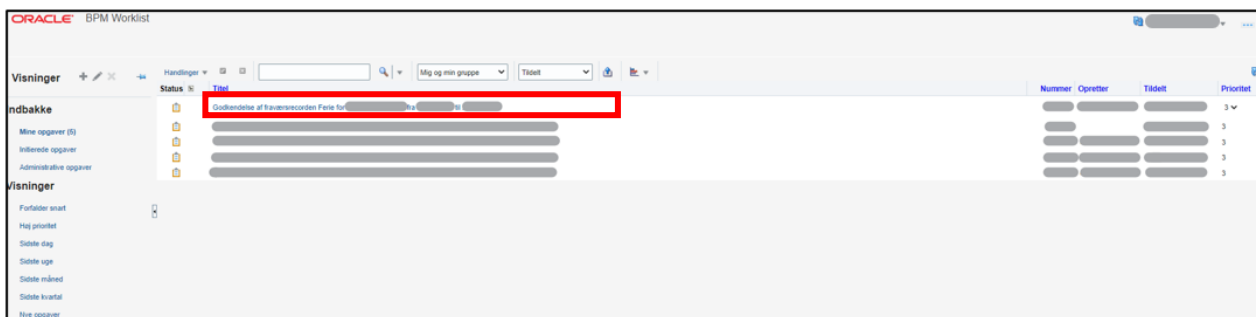 ORACLE BPM Worklist
Visninger
Handlinger
Mig og min gruppe
Tildelt
Status Titel Nummer Opretter Tildelt Prioritet
ndbakke
Godkendelse af fraværsrecorden Ferie for fra til 3
Mine opgaver (5)
3
Initierede opgaver
3
3
Administrative opgaver
3
Visninger
Forfalder snart
Høj prioritet
Sidste dag
Sidste uge
Sidste måned
Sidste kvartal
Nye opgaver